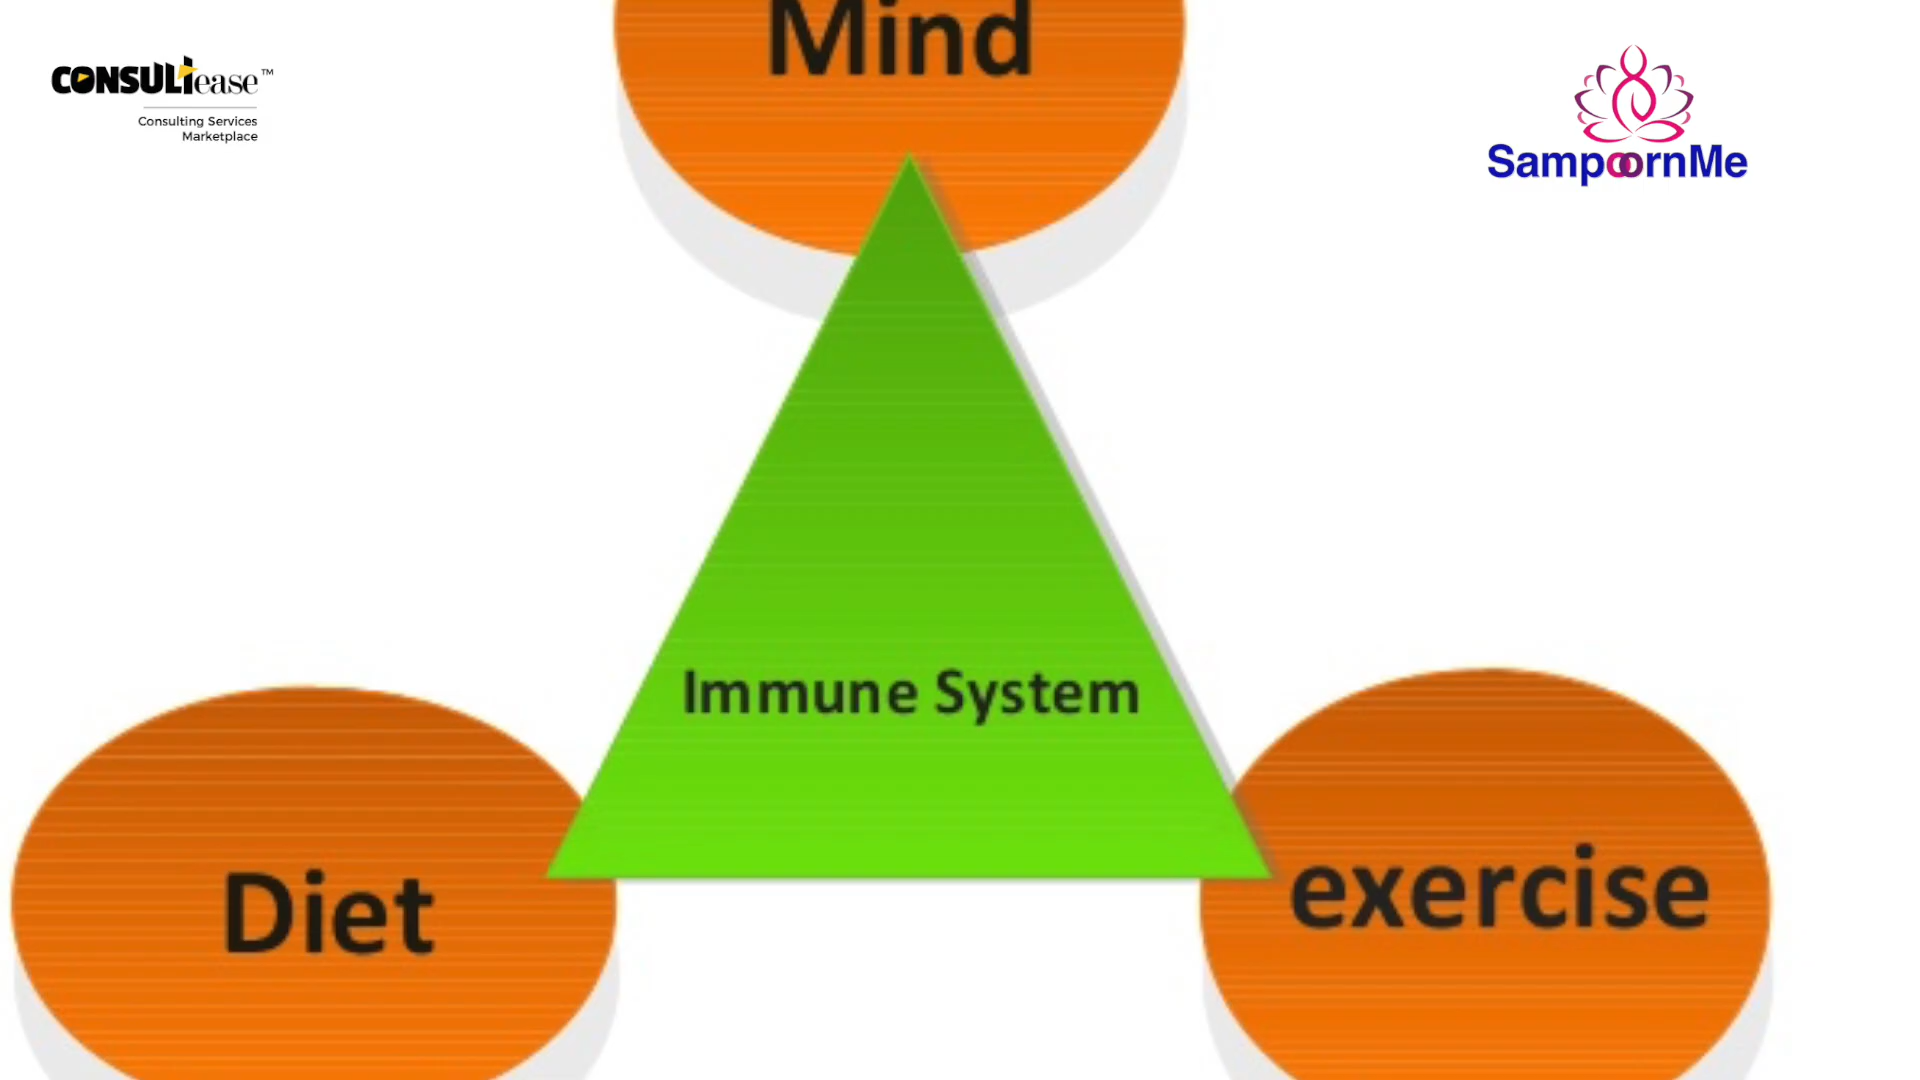 Mind
CONSULTease™
Consulting Services
Marketplace
SampoornMe
Immune System
Diet
exercise